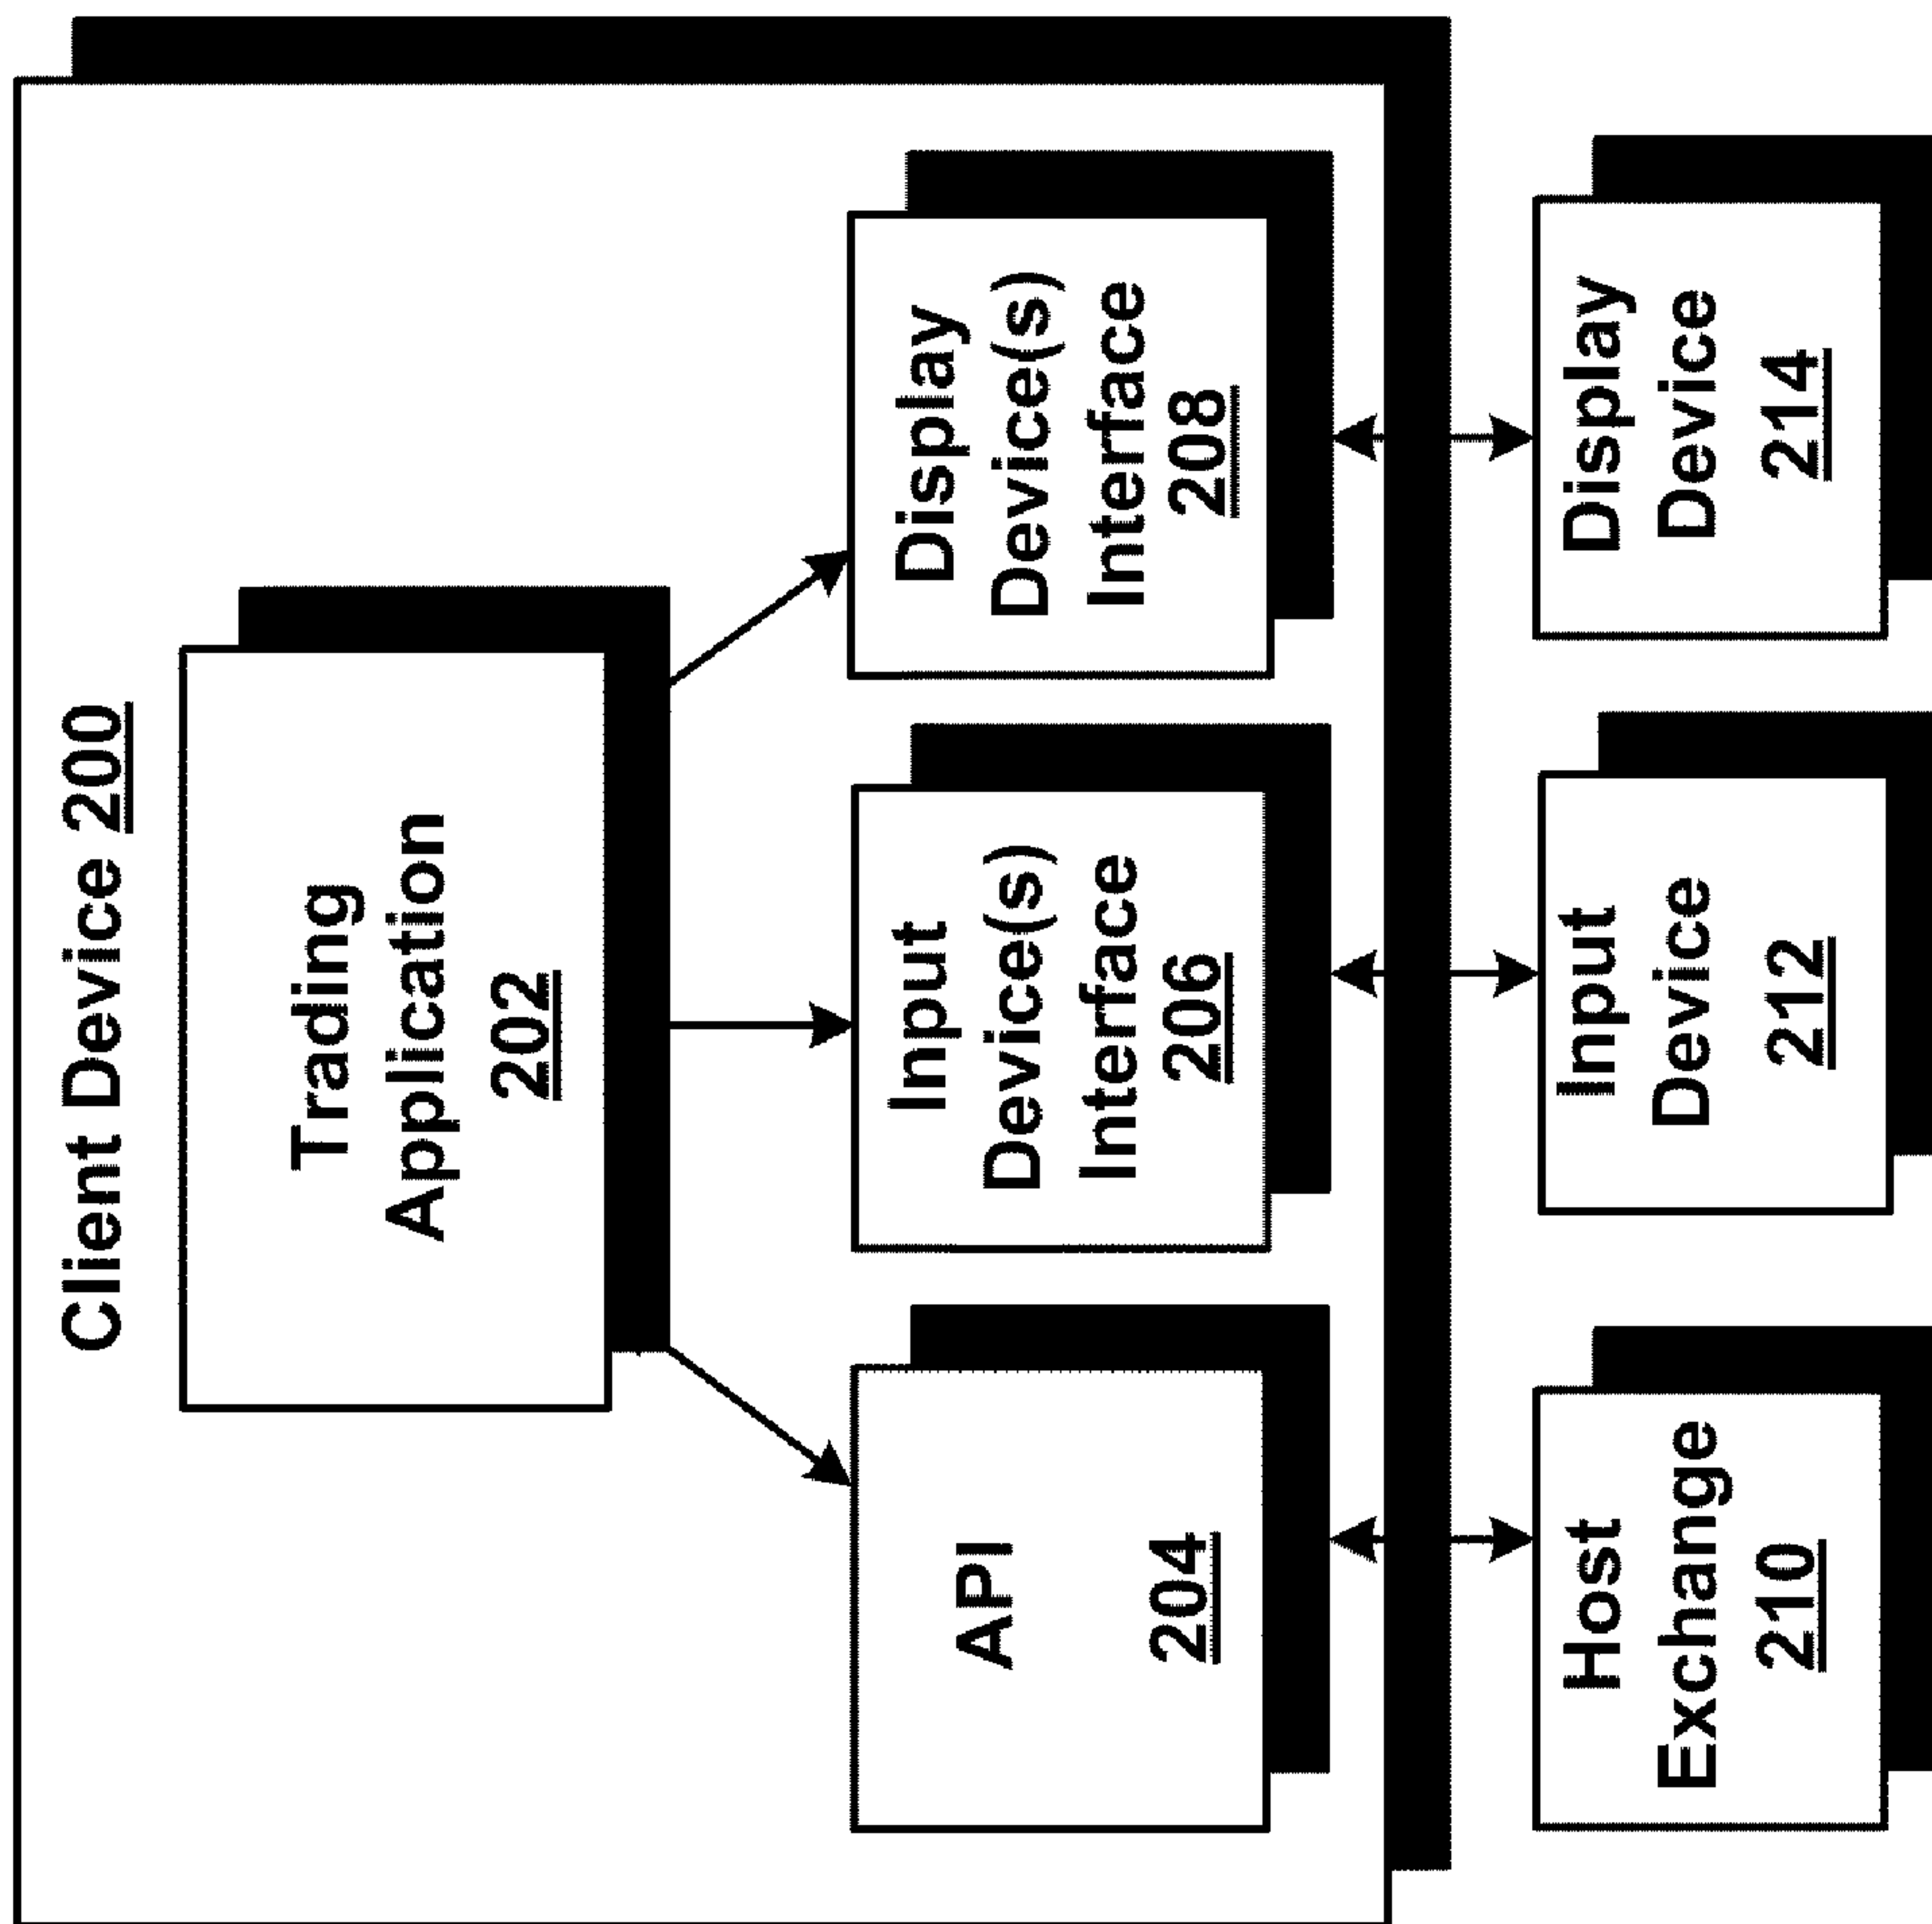 Client Device 200
Trading
Application
202
API
204
Input
Device(s)
Interface
206
Display
Device(s)
Interface
208
Host
Exchange
210
Input
Device
212
Display
Device
214